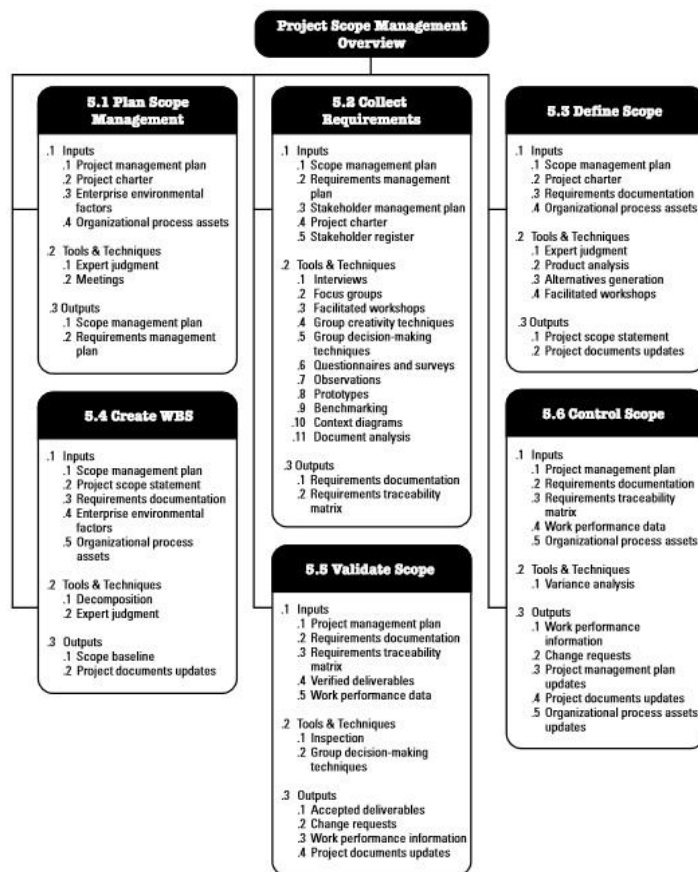 Project Scope Management
Overview
5.1 Plan Scope
Management
.1 Inputs
.1 Project management plan
.2 Project charter
.3 Enterprise environmental
factors
.4 Organizational process assets
.2 Tools & Techniques
.1 Expert judgment
.2 Meetings
.3 Outputs
.1 Scope management plan
.2 Requirements management
plan
5.2 Collect
Requirements
.1 Inputs
.1 Scope management plan
.2 Requirements management
plan
.3 Stakeholder management plan
.4 Project charter
.5 Stakeholder register
.2 Tools & Techniques
.1 Interviews
.2 Focus groups
.3 Facilitated workshops
.4 Group creativity techniques
.5 Group decision-making
techniques
.6 Questionnaires and surveys
.7 Observations
.8 Prototypes
.9 Benchmarking
.10 Context diagrams
.11 Document analysis
.3 Outputs
.1 Requirements documentation
.2 Requirements traceability
matrix
5.3 Define Scope
.1 Inputs
.1 Scope management plan
.2 Project charter
.3 Requirements documentation
.4 Organizational process assets
.2 Tools & Techniques
.1 Expert judgment
.2 Product analysis
.3 Alternatives generation
.4 Facilitated workshops
.3 Outputs
.1 Project scope statement
.2 Project documents updates
5.4 Create WBS
.1 Inputs
.1 Scope management plan
.2 Project scope statement
.3 Requirements documentation
.4 Enterprise environmental
factors
.5 Organizational process
assets
.2 Tools & Techniques
.1 Decomposition
.2 Expert judgment
.3 Outputs
.1 Scope baseline
.2 Project documents updates
5.5 Validate Scope
.1 Inputs
.1 Project management plan
.2 Requirements documentation
.3 Requirements traceability
matrix
.4 Verified deliverables
.5 Work performance data
.2 Tools & Techniques
.1 Inspection
.2 Group decision-making
techniques
.3 Outputs
.1 Accepted deliverables
.2 Change requests
.3 Work performance information
.4 Project documents updates
5.6 Control Scope
.1 Inputs
.1 Project management plan
.2 Requirements documentation
.3 Requirements traceability
matrix
.4 Work performance data
.5 Organizational process assets
.2 Tools & Techniques
.1 Variance analysis
.3 Outputs
.1 Work performance
information
.2 Change requests
.3 Project management plan
updates
.4 Project documents updates
.5 Organizational process assets
updates